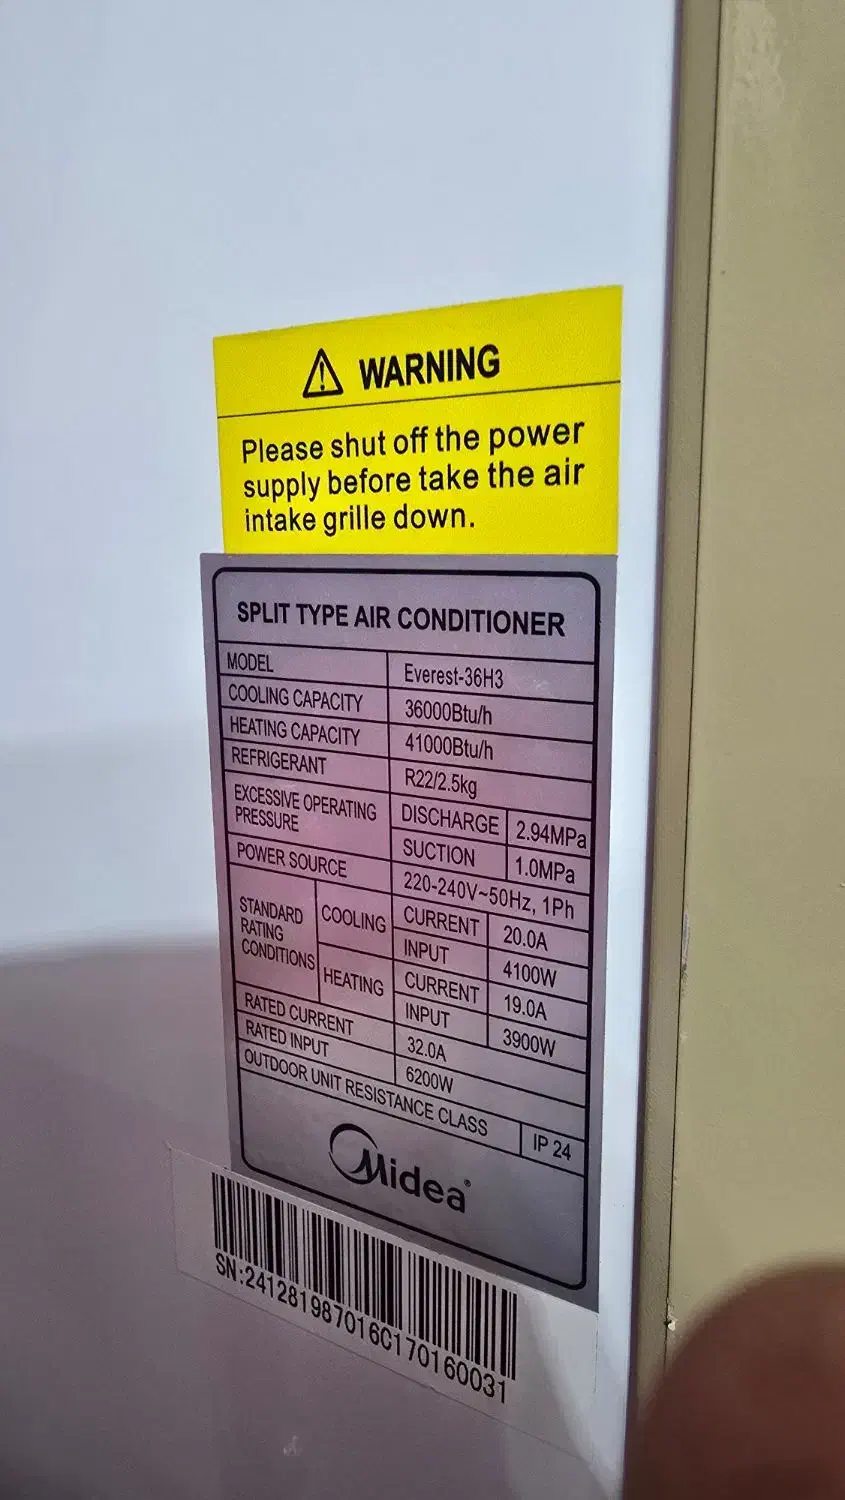 WARNING
Please shut off the power
supply before take the air
intake grille down.
SPLIT TYPE AIR CONDITIONER
MODEL Everest-36H3
COOLING CAPACITY 36000Btu/h
HEATING CAPACITY 41000Btu/h
REFRIGERANT R22/2.5kg
EXCESSIVE OPERATING PRESSURE DISCHARGE 2.94MPa
SUCTION 1.0MPa
POWER SOURCE 220-240V~50Hz, 1Ph
STANDARD RATING CONDITIONS COOLING CURRENT 20.0A
INPUT 4100W
HEATING CURRENT 19.0A
INPUT 3900W
RATED CURRENT 32.0A
RATED INPUT 6200W
OUTDOOR UNIT RESISTANCE CLASS IP 24
Midea®
SN:241281987016C170160031